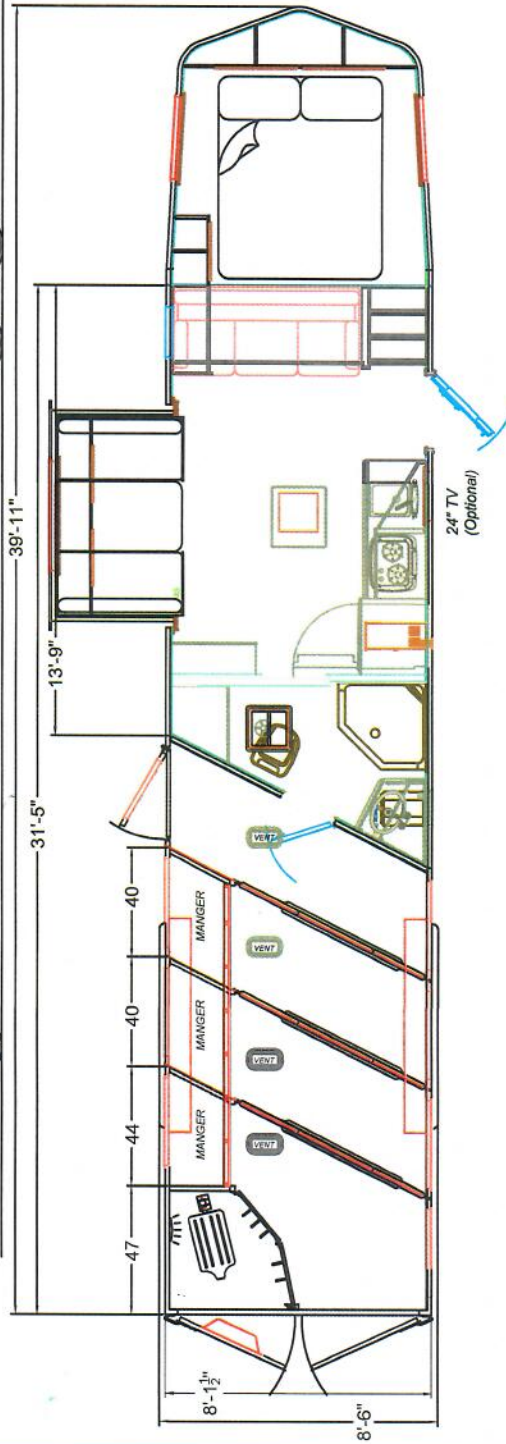 39'-11"
31'-5"
13'-9"
40
40
44
47
MANGER
MANGER
MANGER
VENT
VENT
VENT
VENT
24" TV
(Optional)
8'-1½"
8'-6"